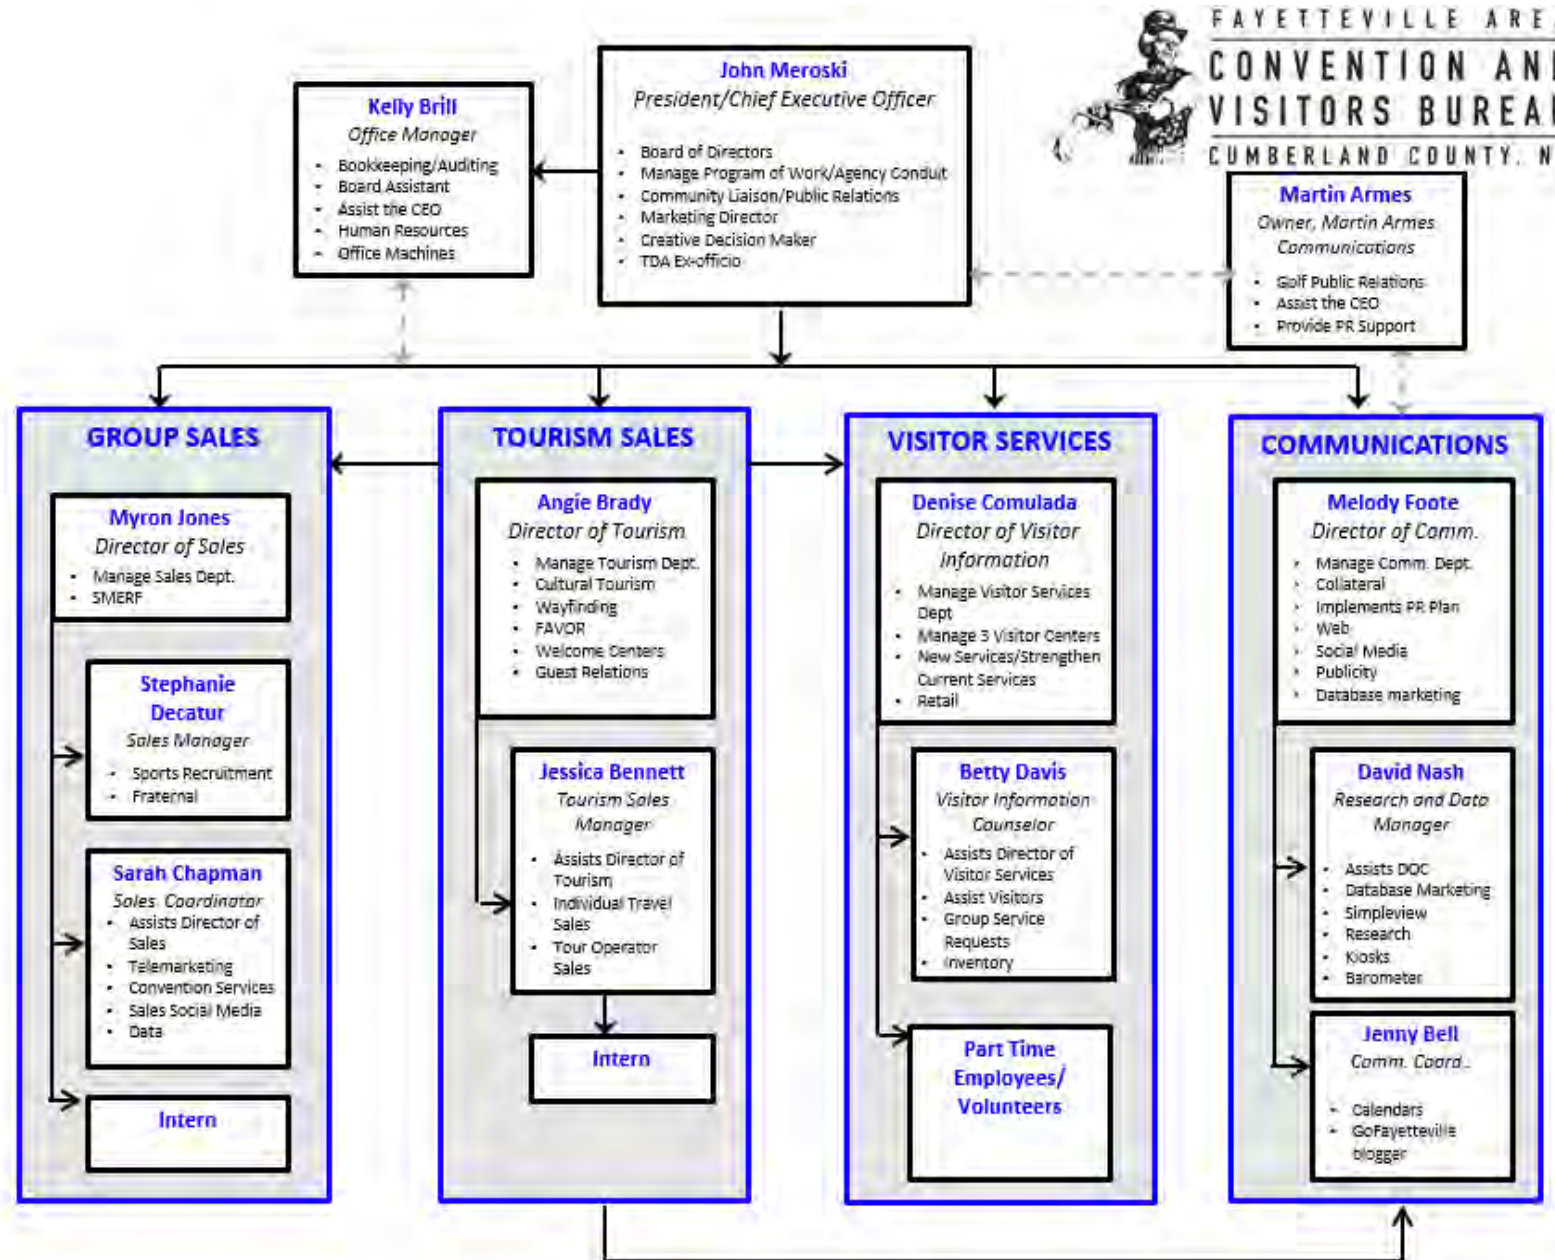 FAYETTEVILLE ARE
CONVENTION AN
VISITORS BUREA
CUMBERLAND COUNTY, N
John Meroski
President/Chief Executive Officer
• Board of Directors
• Manage Program of Work/Agency Conduit
• Community Liaison/Public Relations
• Marketing Director
• Creative Decision Maker
• TDA Ex-officio
Kelly Brill
Office Manager
• Bookkeeping/Auditing
• Board Assistant
• Assist the CEO
• Human Resources
• Office Machines
Martin Armes
Owner, Martin Armes
Communications
• Golf Public Relations
• Assist the CEO
• Provide PR Support
GROUP SALES
Myron Jones
Director of Sales
• Manage Sales Dept.
• SMERF
Stephanie
Decatur
Sales Manager
• Sports Recruitment
• Fraternal
Sarah Chapman
Sales Coordinator
• Assists Director of
Sales
• Telemarketing
• Convention Services
• Sales Social Media
• Data
Intern
TOURISM SALES
Angie Brady
Director of Tourism
• Manage Tourism Dept.
• Cultural Tourism
• Wayfinding
• FAVOR
• Welcome Centers
• Guest Relations
Jessica Bennett
Tourism Sales
Manager
• Assists Director of
Tourism
• Individual Travel
Sales
• Tour Operator
Sales
Intern
VISITOR SERVICES
Denise Comulada
Director of Visitor
Information
• Manage Visitor Services
Dept
• Manage 3 Visitor Centers
• New Services/Strengthen
Current Services
• Retail
Betty Davis
Visitor Information
Counselor
• Assists Director of
Visitor Services
• Assist Visitors
• Group Service
Requests
• Inventory
Part Time
Employees/
Volunteers
COMMUNICATIONS
Melody Foote
Director of Comm.
› Manage Comm. Dept.
› Collateral
› Implements PR Plan
› Web
› Social Media
› Publicity
› Database marketing
David Nash
Research and Data
Manager
• Assists DOC
• Database Marketing
• Simpleview
• Research
• Kiosks
• Barometer
Jenny Bell
Comm. Coord..
• Calendars
• GoFayetteville
blogger